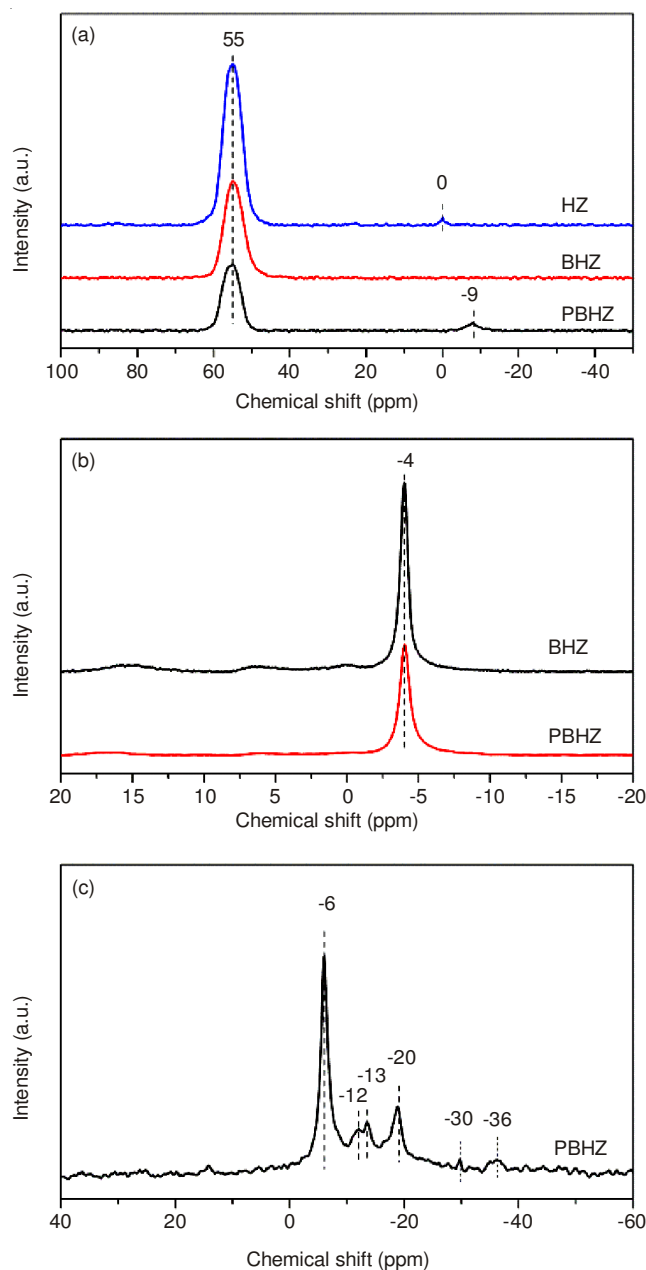 (a)
55
0
-9
HZ
BHZ
PBHZ
Intensity (a.u.)
100 80 60 40 20 0 -20 -40
Chemical shift (ppm)
(b)
-4
BHZ
PBHZ
Intensity (a.u.)
20 15 10 5 0 -5 -10 -15 -20
Chemical shift (ppm)
(c)
-6
-12
-13
-20
-30
-36
PBHZ
Intensity (a.u.)
40 20 0 -20 -40 -60
Chemical shift (ppm)